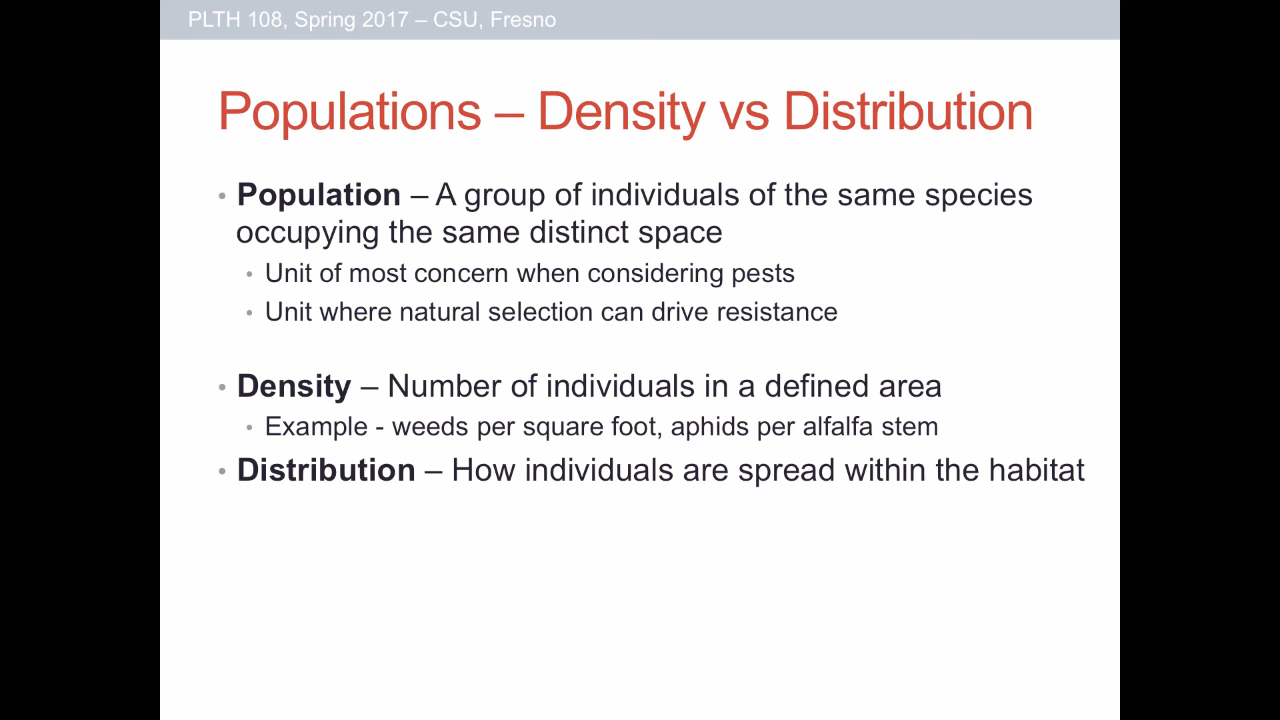 PLTH 108, Spring 2017 – CSU, Fresno
Populations – Density vs Distribution
• Population – A group of individuals of the same species
occupying the same distinct space
• Unit of most concern when considering pests
• Unit where natural selection can drive resistance
• Density – Number of individuals in a defined area
• Example - weeds per square foot, aphids per alfalfa stem
• Distribution – How individuals are spread within the habitat